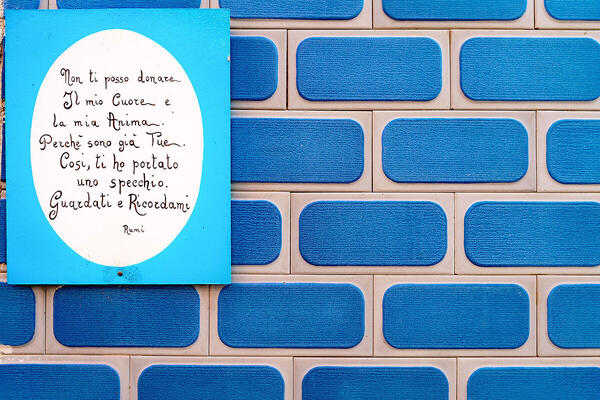 Non ti posso donare
Il mio Cuore e
la mia Anima.
Perchè sono già Tue.
Così, ti ho portato
uno specchio.
Guardati e Ricordami
Rumi